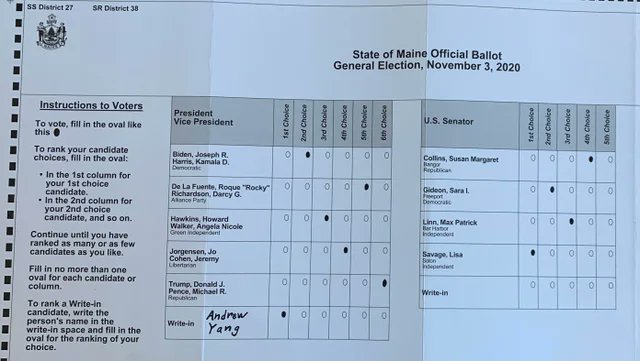 SS District 27 SR District 38
State of Maine Official Ballot
General Election, November 3, 2020
Instructions to Voters
To vote, fill in the oval like
this
To rank your candidate
choices, fill in the oval:
• In the 1st column for
your 1st choice
candidate.
• In the 2nd column for
your 2nd choice
candidate, and so on.
Continue until you have
ranked as many or as few
candidates as you like.
Fill in no more than one
oval for each candidate or
column.
To rank a Write-in
candidate, write the
person's name in the
write-in space and fill in the
oval for the ranking of your
choice.
President
Vice President
1st Choice
2nd Choice
3rd Choice
4th Choice
5th Choice
6th Choice
Biden, Joseph R.
Harris, Kamala D.
Democratic
De La Fuente, Roque "Rocky"
Richardson, Darcy G.
Alliance Party
Hawkins, Howard
Walker, Angela Nicole
Green Independent
Jorgensen, Jo
Cohen, Jeremy
Libertarian
Trump, Donald J.
Pence, Michael R.
Republican
Write-in Andrew
Yang
U.S. Senator
1st Choice
2nd Choice
3rd Choice
4th Choice
5th Choice
Collins, Susan Margaret
Bangor
Republican
Gideon, Sara I.
Freeport
Democratic
Linn, Max Patrick
Bar Harbor
Independent
Savage, Lisa
Solon
Independent
Write-in